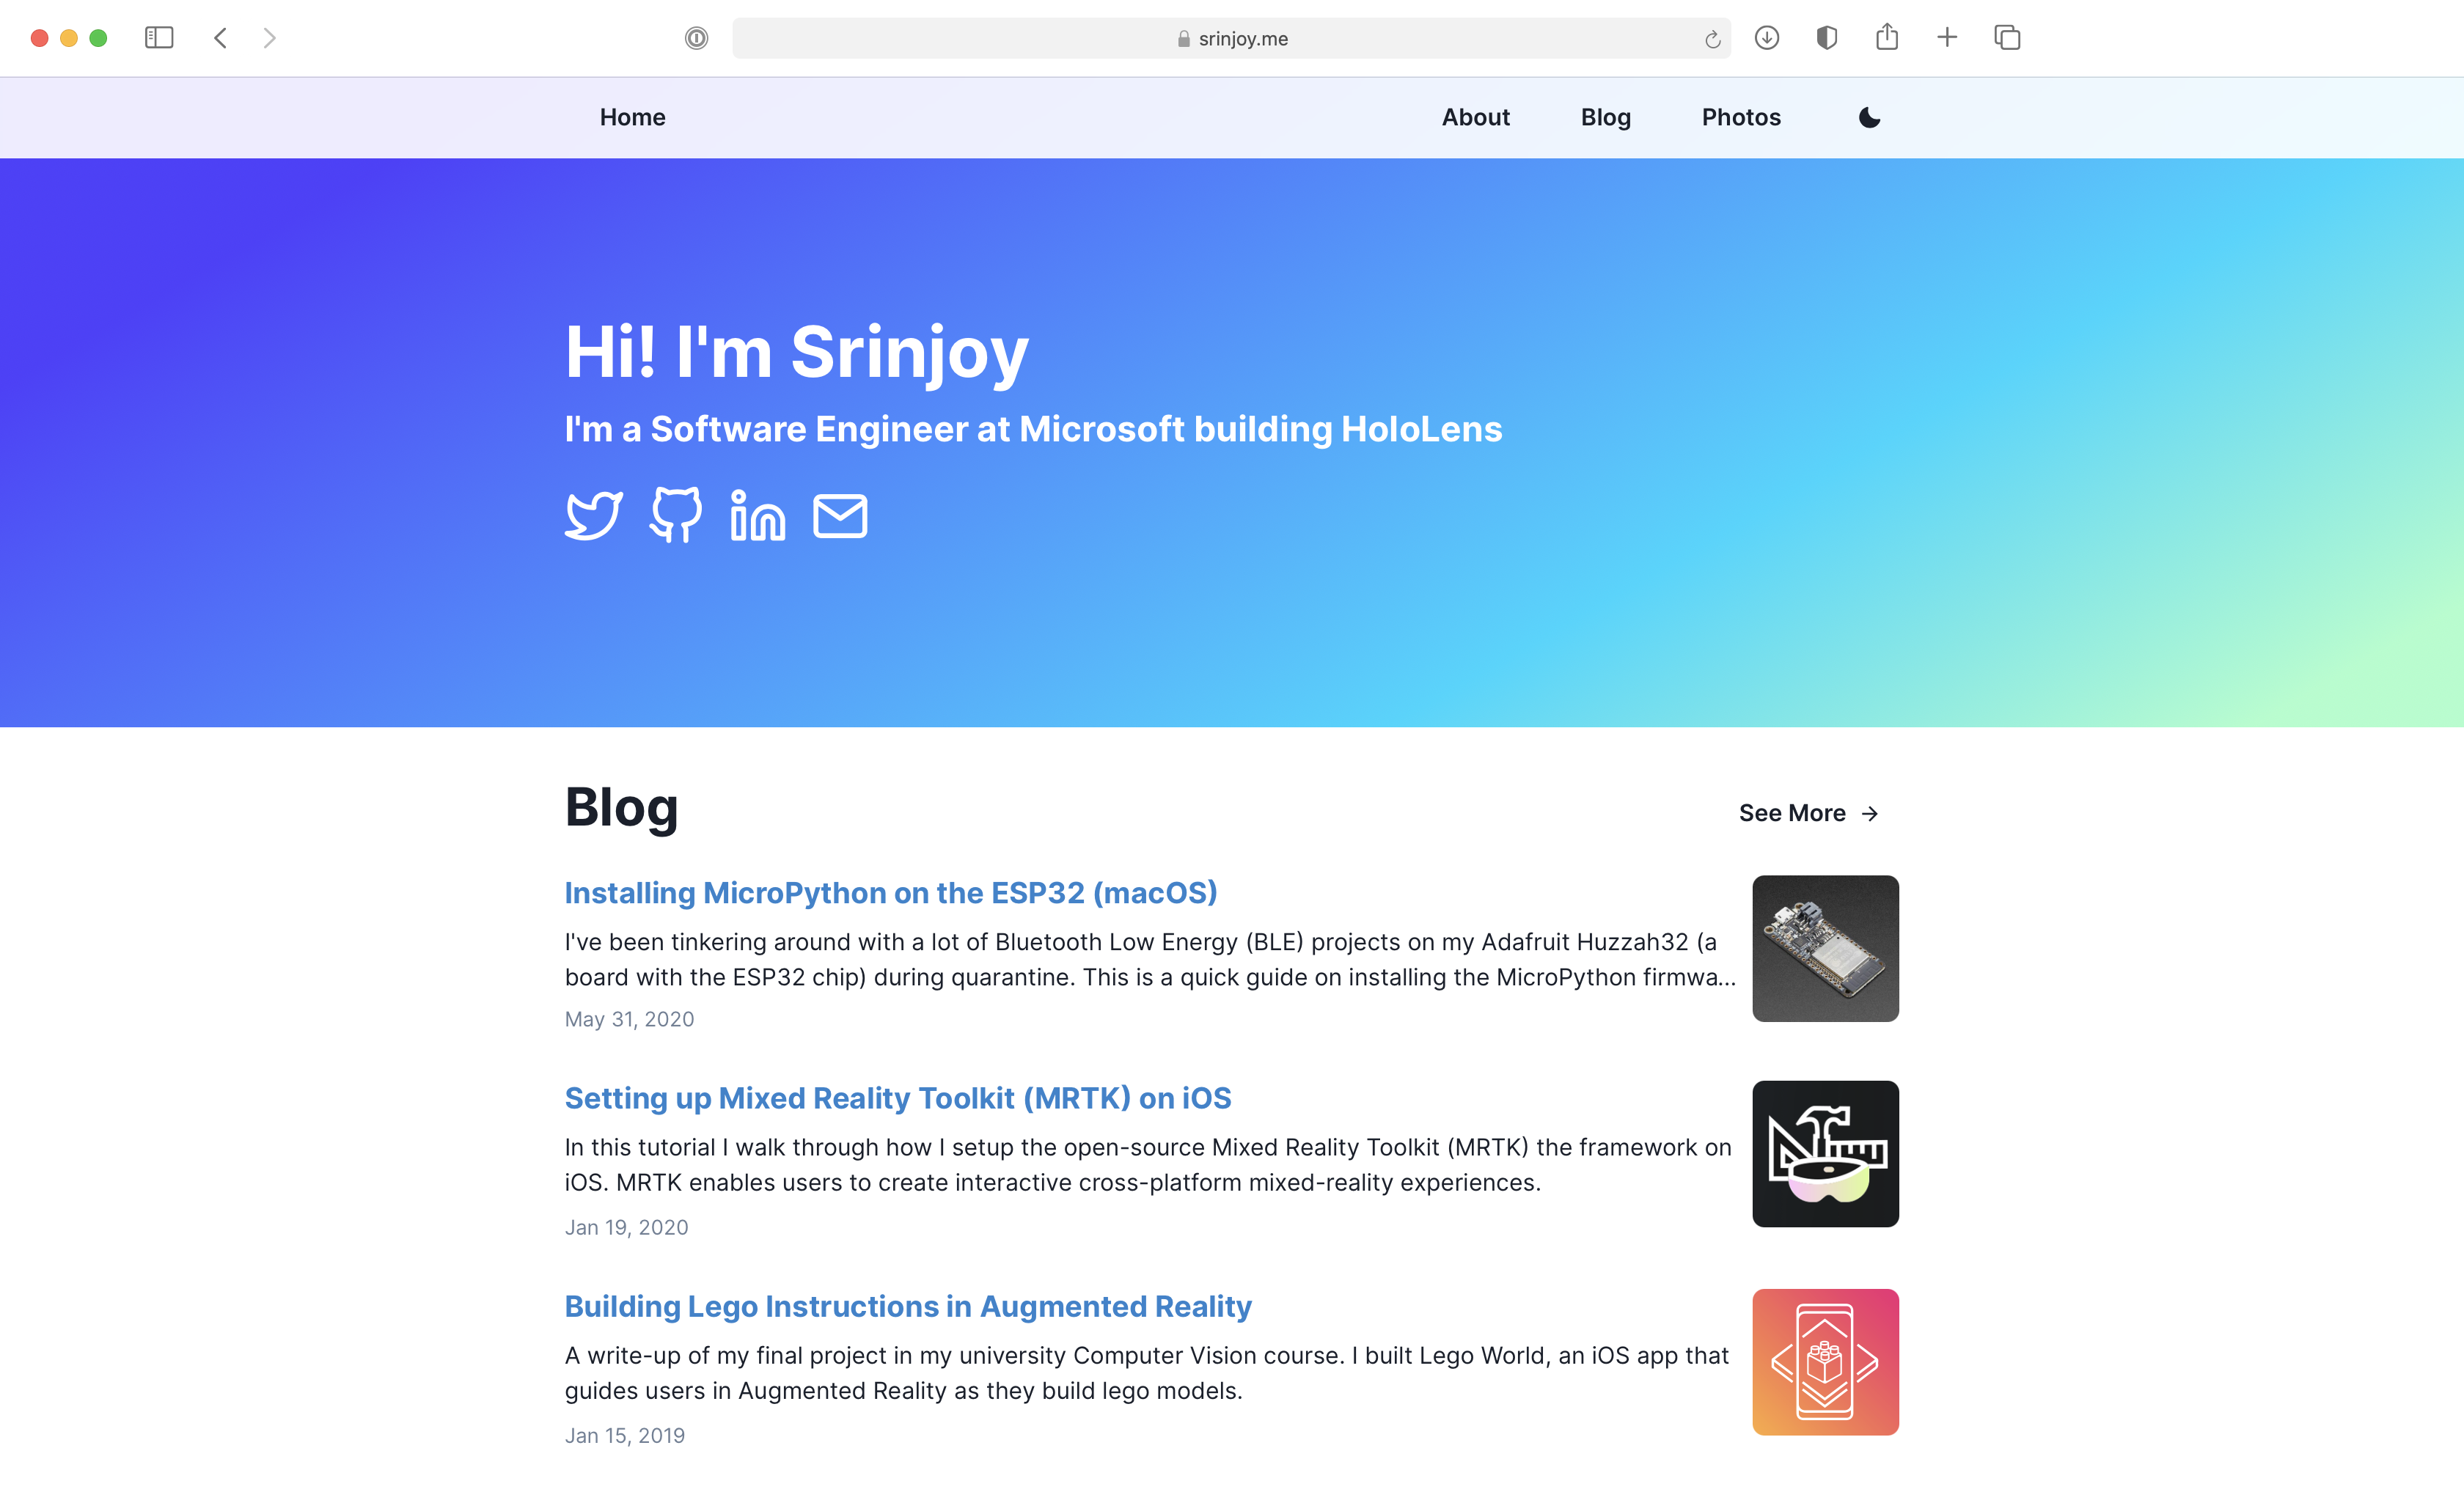 srinjoy.me
Home
About
Blog
Photos
Hi! I'm Srinjoy
I'm a Software Engineer at Microsoft building HoloLens
Blog
See More →
Installing MicroPython on the ESP32 (macOS)
I've been tinkering around with a lot of Bluetooth Low Energy (BLE) projects on my Adafruit Huzzah32 (a
board with the ESP32 chip) during quarantine. This is a quick guide on installing the MicroPython firmwa...
May 31, 2020
Setting up Mixed Reality Toolkit (MRTK) on iOS
In this tutorial I walk through how I setup the open-source Mixed Reality Toolkit (MRTK) the framework on
iOS. MRTK enables users to create interactive cross-platform mixed-reality experiences.
Jan 19, 2020
Building Lego Instructions in Augmented Reality
A write-up of my final project in my university Computer Vision course. I built Lego World, an iOS app that
guides users in Augmented Reality as they build lego models.
Jan 15, 2019